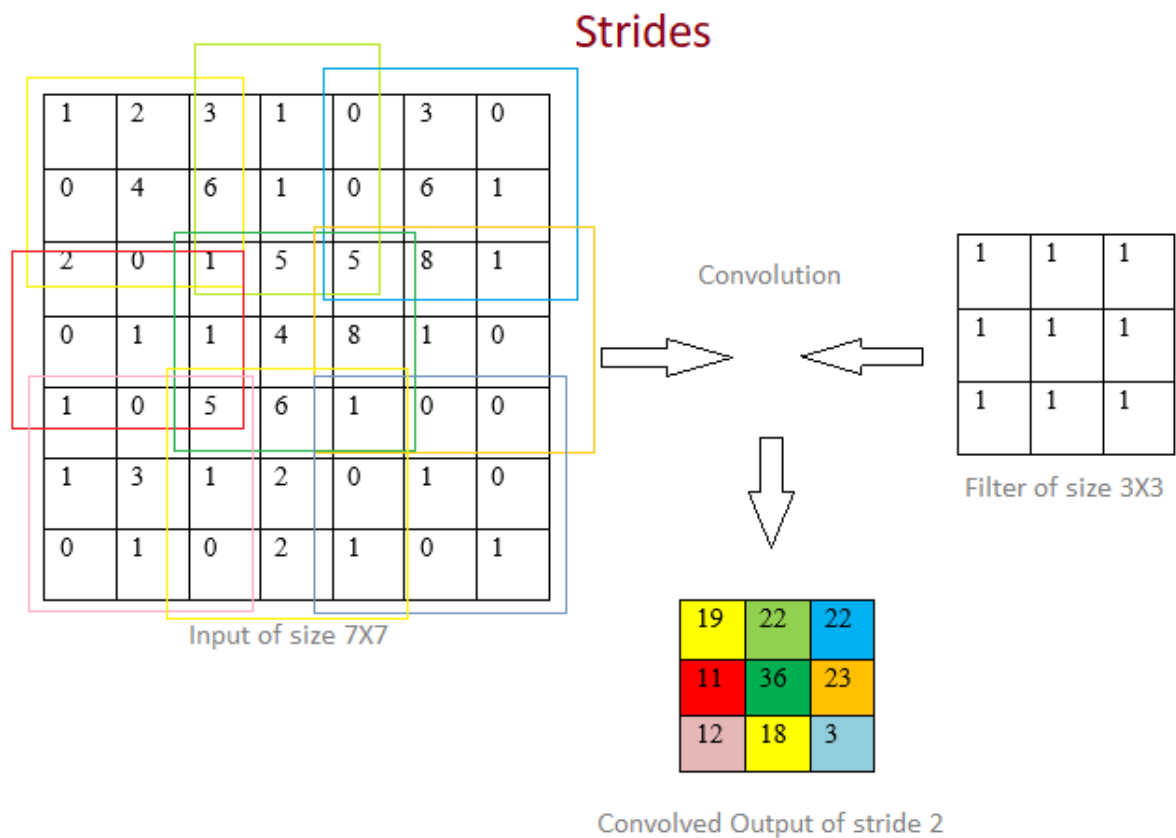 Strides
1 2 3 1 0 3 0
0 4 6 1 0 6 1
2 0 1 5 5 8 1
0 1 1 4 8 1 0
1 0 5 6 1 0 0
1 3 1 2 0 1 0
0 1 0 2 1 0 1
Input of size 7X7
Convolution
1 1 1
1 1 1
1 1 1
Filter of size 3X3
19 22 22
11 36 23
12 18 3
Convolved Output of stride 2